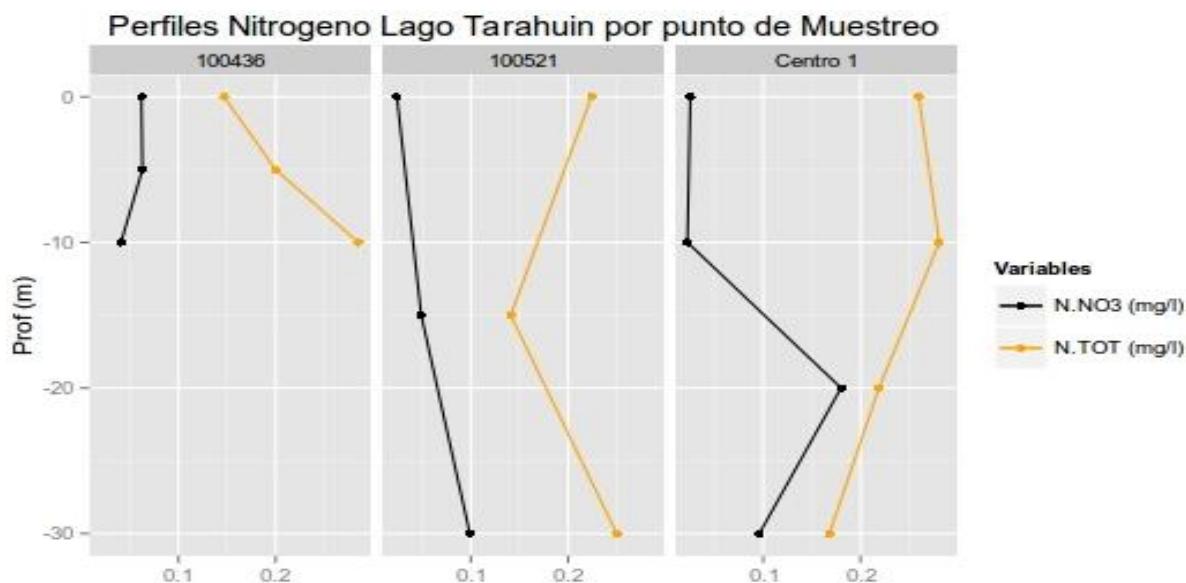 Perfiles Nitrogeno Lago Tarahuin por punto de Muestreo
100436 100521 Centro 1
0
-10
-20
-30
Prof (m)
0.1 0.2 0.1 0.2 0.1 0.2
Variables
N.NO3 (mg/l)
N.TOT (mg/l)